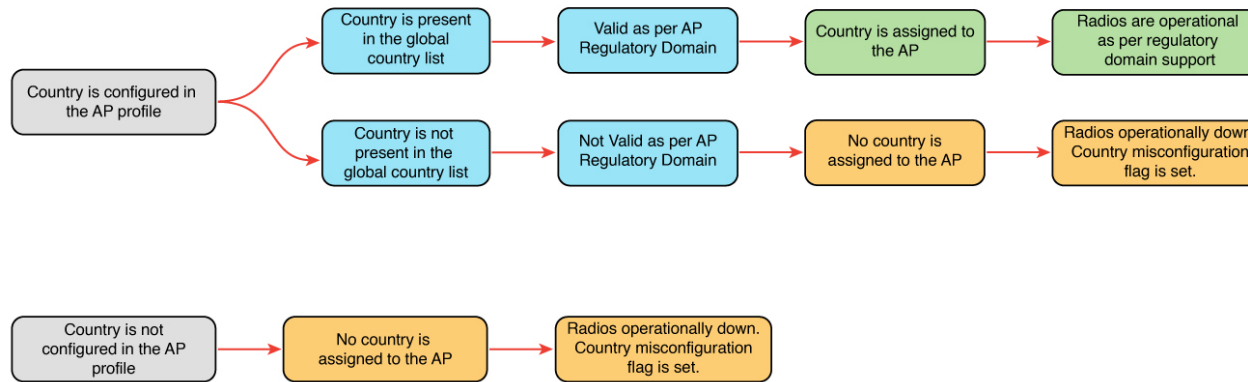 Country is present
in the global
country list
Valid as per AP
Regulatory Domain
Country is assigned to
the AP
Radios are operational
as per regulatory
domain support
Country is configured in
the AP profile
Country is not
present in the
global country list
Not Valid as per AP
Regulatory Domain
No country is
assigned to the AP
Radios operationally down.
Country misconfiguration
flag is set.
Country is not
configured in the AP
profile
No country is
assigned to the AP
Radios operationally down.
Country misconfiguration
flag is set.